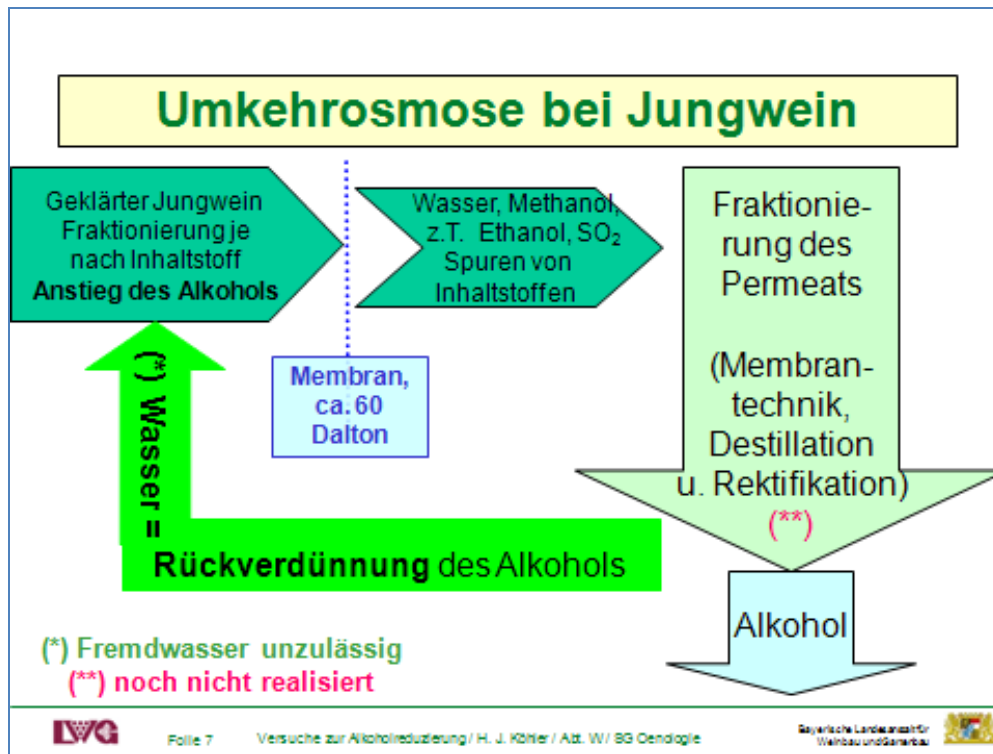 Umkehrosmose bei Jungwein
Geklärter Jungwein
Fraktionierung je
nach Inhaltstoff
Anstieg des Alkohols
Wasser, Methanol,
z.T. Ethanol, SO₂
Spuren von
Inhaltstoffen
Fraktionie-
rung des
Permeats
(Membran-
technik,
Destillation
u. Rektifikation)
(**)
Membran,
ca. 60
Dalton
(*) Wasser =
Rückverdünnung des Alkohols
Alkohol
(*) Fremdwasser unzulässig
(**) noch nicht realisiert
LWG
Folie 7
Versuche zur Alkoholreduzierung / H. J. Köhler / Abt. W / SG Oenologie
Bayerische Landesanstalt für
Weinbau und Gartenbau